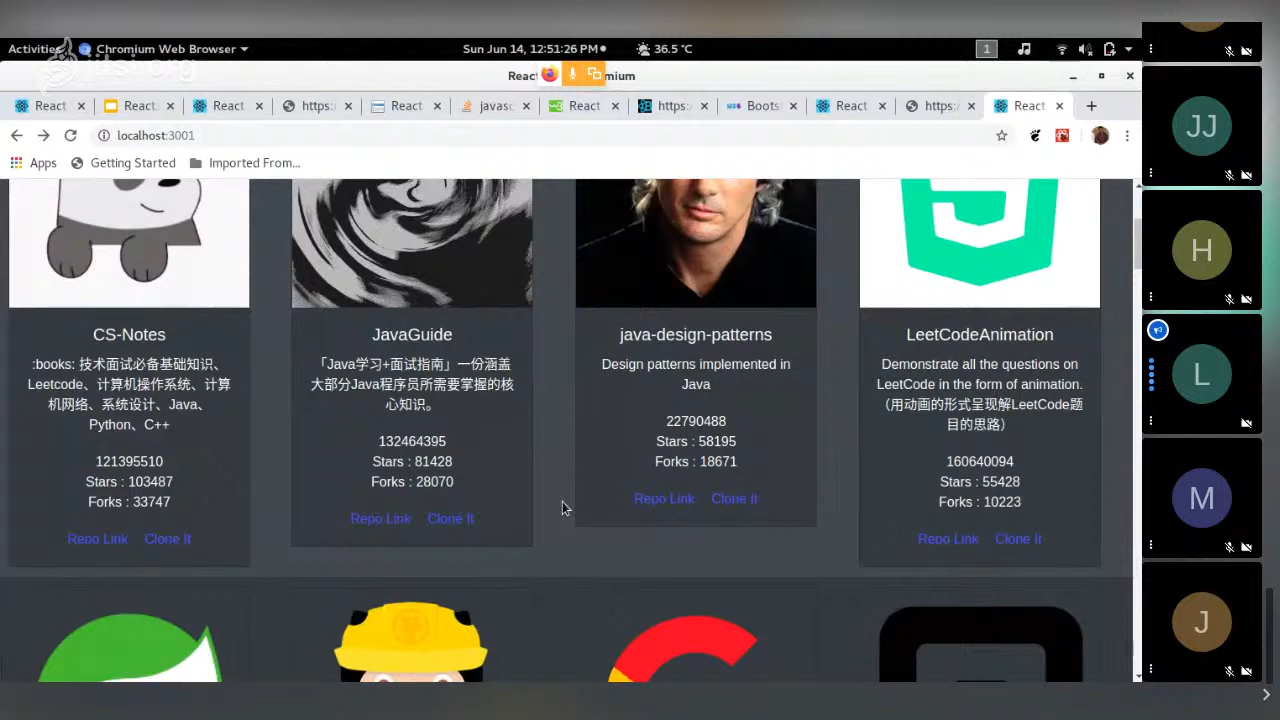 Activities
Chromium Web Browser
Sun Jun 14, 12:51:26 PM
36.5 °C
1
jitsi.org
React
mium
React
React
React
https:/
React
javasc
React
https:/
Boots
React
https:/
React
localhost:3001
Apps
Getting Started
Imported From...
JJ
H
L
M
J
CS-Notes
:books: 技术面试必备基础知识、
Leetcode、计算机操作系统、计算
机网络、系统设计、Java、
Python、C++
121395510
Stars : 103487
Forks : 33747
Repo Link Clone It
JavaGuide
「Java学习+面试指南」一份涵盖
大部分Java程序员所需要掌握的核
心知识。
132464395
Stars : 81428
Forks : 28070
Repo Link Clone It
java-design-patterns
Design patterns implemented in
Java
22790488
Stars : 58195
Forks : 18671
Repo Link Clone It
LeetCodeAnimation
Demonstrate all the questions on
LeetCode in the form of animation.
（用动画的形式呈现解LeetCode题
目的思路）
160640094
Stars : 55428
Forks : 10223
Repo Link Clone It